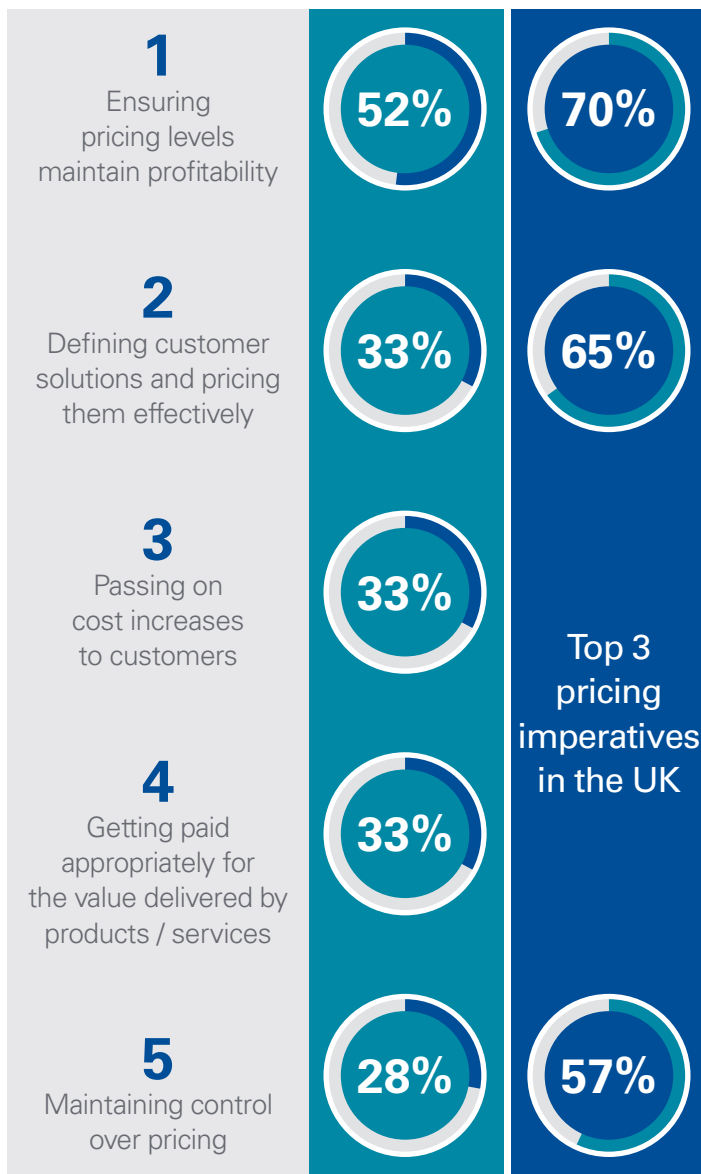 1
Ensuring
pricing levels
maintain profitability
52%
70%
2
Defining customer
solutions and pricing
them effectively
33%
65%
3
Passing on
cost increases
to customers
33%
Top 3
pricing
imperatives
in the UK
4
Getting paid
appropriately for
the value delivered by
products / services
33%
5
Maintaining control
over pricing
28%
57%